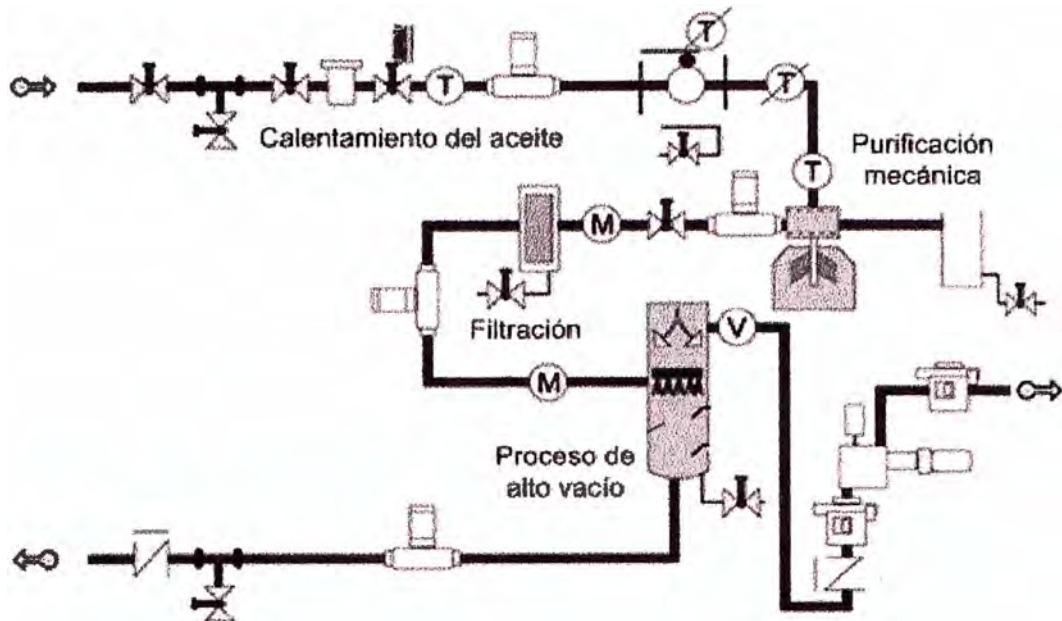 T
T
T
Calentamiento del aceite
T
Purificación
mecánica
M
Filtración
V
M
Proceso de
alto vacío